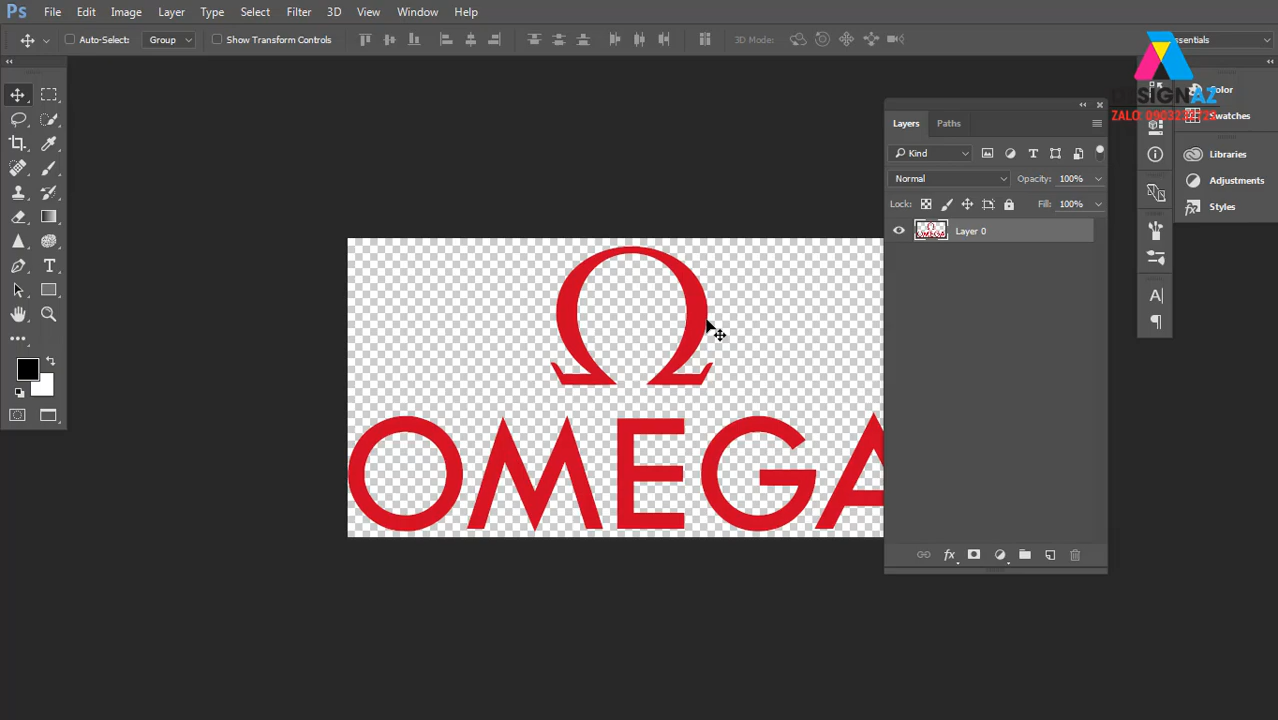 Ps File Edit Image Layer Type Select Filter 3D View Window Help
Auto-Select: Group Show Transform Controls 3D Mode: ssentials
DESIGNAZ
Color
Swatches
Layers Paths
Kind
Libraries
Normal Opacity: 100%
Adjustments
Lock: Fill: 100%
Styles
Layer 0
Ω
OMEGA
fx